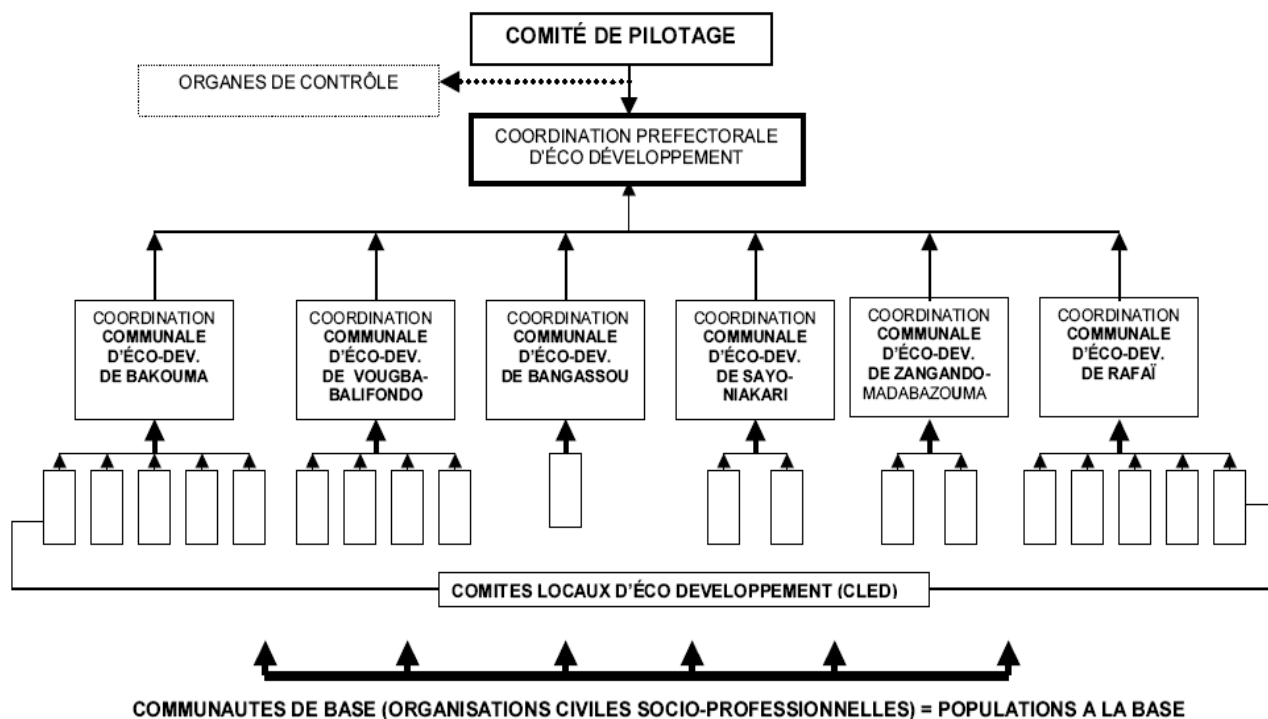 COMITÉ DE PILOTAGE
ORGANES DE CONTRÔLE
COORDINATION PREFECTORALE
D'ÉCO DÉVELOPPEMENT
COORDINATION
COMMUNALE
D'ÉCO-DEV.
DE BAKOUMA
COORDINATION
COMMUNALE
D'ÉCO-DEV.
DE VOUGBA-
BALIFONDO
COORDINATION
COMMUNALE
D'ÉCO-DEV.
DE BANGASSOU
COORDINATION
COMMUNALE
D'ÉCO-DEV.
DE SAYO-
NIAKARI
COORDINATION
COMMUNALE
D'ÉCO-DEV.
DE ZANGANDO-
MADABAZOUMA
COORDINATION
COMMUNALE
D'ÉCO-DEV.
DE RAFAÏ
COMITES LOCAUX D'ÉCO DEVELOPPEMENT (CLED)
COMMUNAUTES DE BASE (ORGANISATIONS CIVILES SOCIO-PROFESSIONNELLES) = POPULATIONS A LA BASE